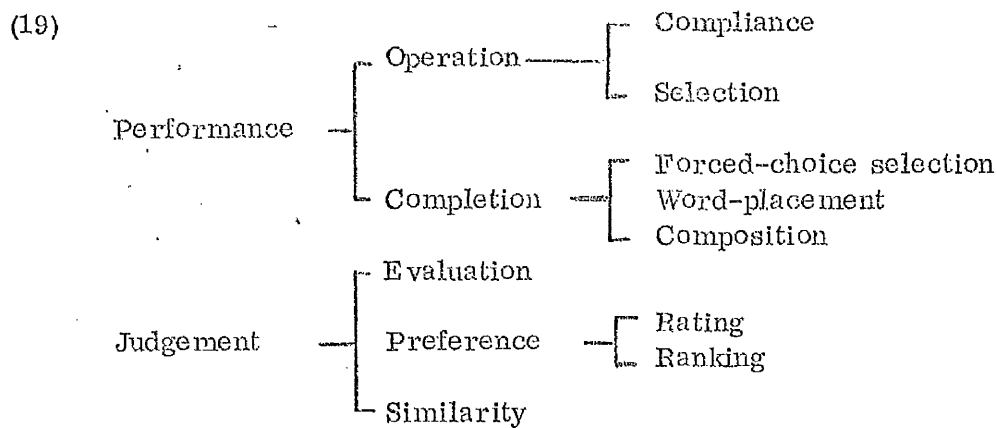 (19)
Compliance
Operation
Selection
Performance
Forced-choice selection
Completion
Word-placement
Composition
Evaluation
Rating
Judgement
Preference
Ranking
Similarity